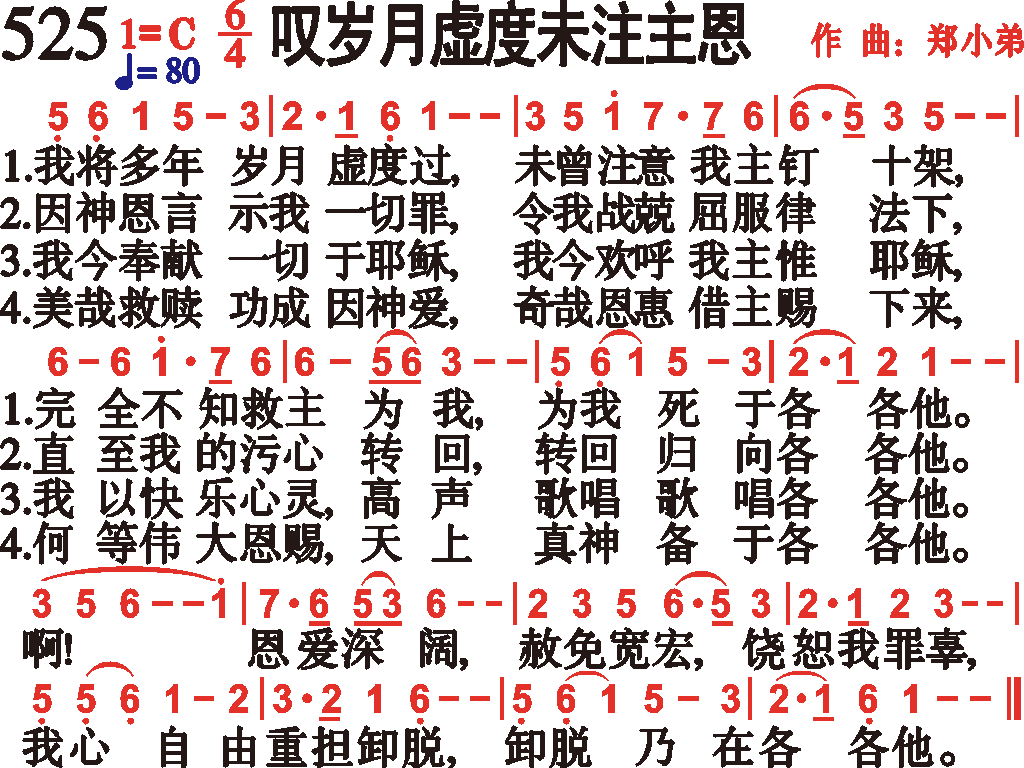 525 1=C 6/4 叹岁月虚度未注主恩 作 曲：郑小弟
♩=80
5̣ 6̣ 1 5 – 3 | 2 · 1 6̣ 1 – – | 3 5 i 7 · 7 6 | 6 · 5 3 5 – – |
1.我将多年 岁月 虚度过, 未曾注意 我主钉 十架,
2.因神恩言 示我 一切罪, 令我战兢 屈服律 法下,
3.我今奉献 一切 于耶稣, 我今欢呼 我主惟 耶稣,
4.美哉救赎 功成 因神爱, 奇哉恩惠 借主赐 下来,
6 – 6 i · 7 6 | 6 – 5 6 3 – – | 5̣ 6̣ 1 5 – 3 | 2 · 1 2 1 – – |
1.完 全不 知救主 为 我, 为我 死 于各 各他。
2.直 至我 的污心 转 回, 转回 归 向各 各他。
3.我 以快 乐心灵, 高 声 歌唱 歌 唱各 各他。
4.何 等伟 大恩赐, 天 上 真神 备 于各 各他。
3 5 6 – – i | 7 · 6 5 3 6 – – | 2 3 5 6 · 5 3 | 2 · 1 2 3 – – |
啊! 恩爱深 阔, 赦免宽宏, 饶恕我罪辜,
5̣ 5̣ 6̣ 1 – 2 | 3 · 2 1 6̣ – – | 5̣ 6̣ 1 5 – 3 | 2 · 1 6̣ 1 – – ‖
我心 自 由重担卸脱, 卸脱 乃 在各 各他。